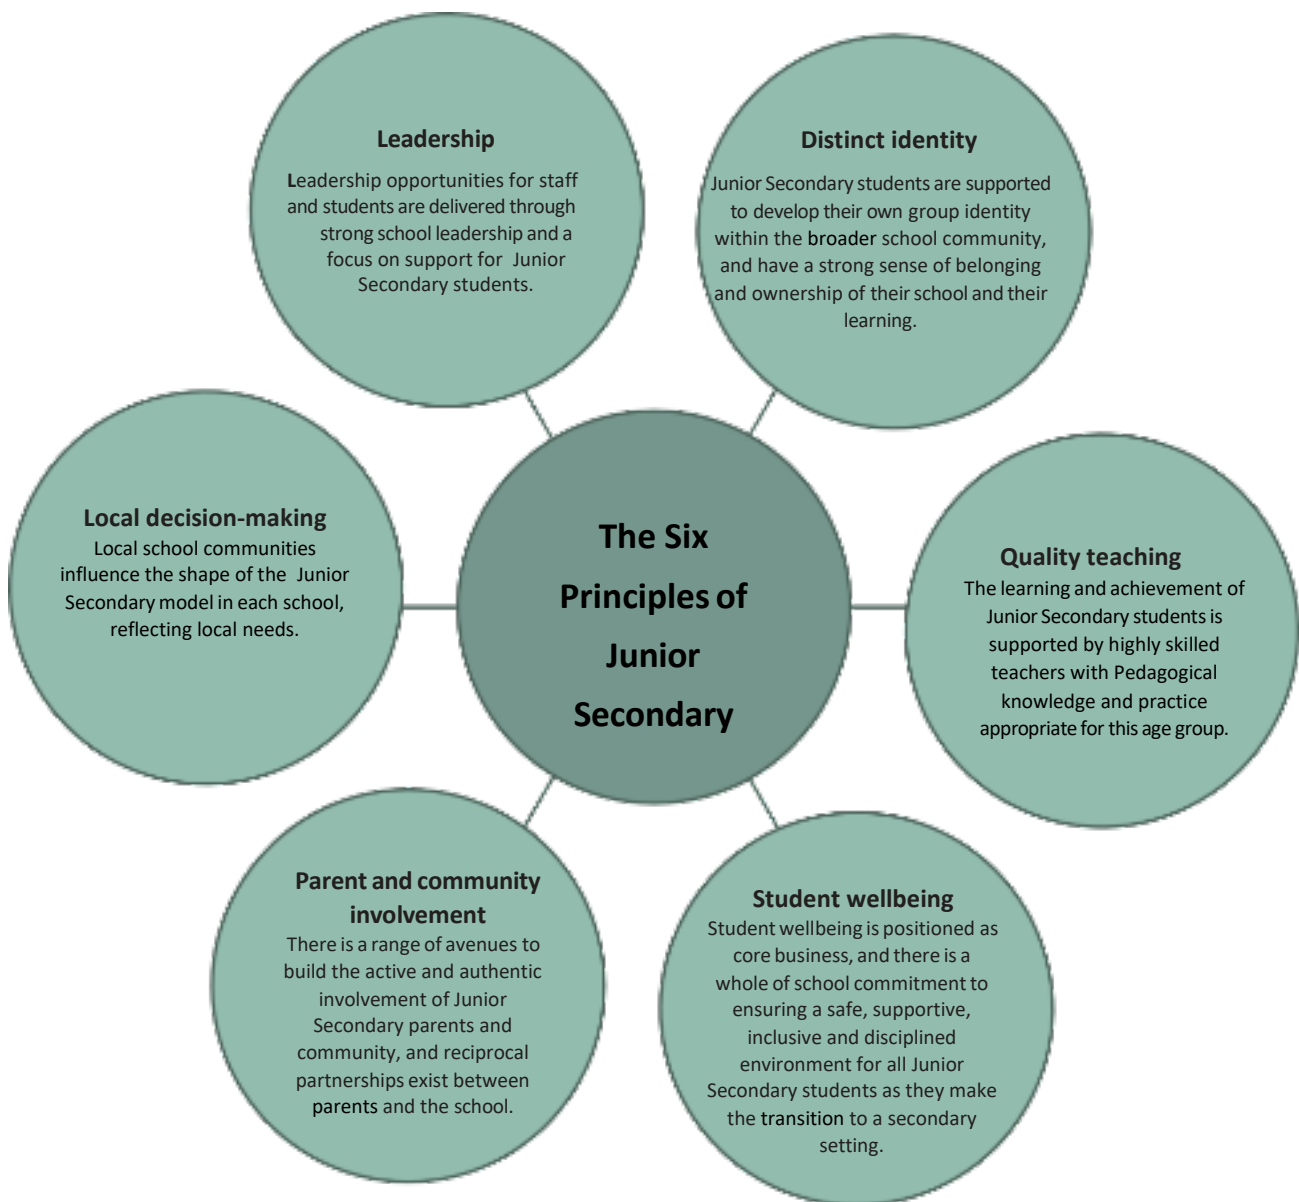 Leadership
Leadership opportunities for staff
and students are delivered through
strong school leadership and a
focus on support for Junior
Secondary students.
Distinct identity
Junior Secondary students are supported
to develop their own group identity
within the broader school community,
and have a strong sense of belonging
and ownership of their school and their
learning.
Local decision-making
Local school communities
influence the shape of the Junior
Secondary model in each school,
reflecting local needs.
The Six
Principles of
Junior
Secondary
Quality teaching
The learning and achievement of
Junior Secondary students is
supported by highly skilled
teachers with Pedagogical
knowledge and practice
appropriate for this age group.
Parent and community
involvement
There is a range of avenues to
build the active and authentic
involvement of Junior
Secondary parents and
community, and reciprocal
partnerships exist between
parents and the school.
Student wellbeing
Student wellbeing is positioned as
core business, and there is a
whole of school commitment to
ensuring a safe, supportive,
inclusive and disciplined
environment for all Junior
Secondary students as they make
the transition to a secondary
setting.